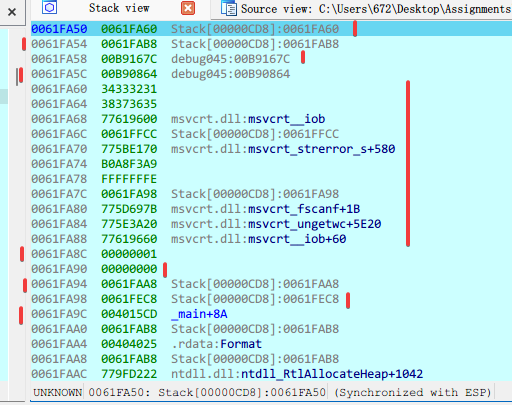 Stack view
Source view: C:\Users\672\Desktop\Assignments
0061FA50 0061FA60 Stack[00000CD8]:0061FA60
0061FA54 0061FAB8 Stack[00000CD8]:0061FAB8
0061FA58 00B9167C debug045:00B9167C
0061FA5C 00B90864 debug045:00B90864
0061FA60 34333231
0061FA64 38373635
0061FA68 77619600 msvcrt.dll:msvcrt__iob
0061FA6C 0061FFCC Stack[00000CD8]:0061FFCC
0061FA70 775BE170 msvcrt.dll:msvcrt_strerror_s+580
0061FA74 B0A8F3A9
0061FA78 FFFFFFFE
0061FA7C 0061FA98 Stack[00000CD8]:0061FA98
0061FA80 775D697B msvcrt.dll:msvcrt_fscanf+1B
0061FA84 775E3A20 msvcrt.dll:msvcrt_ungetwc+5E20
0061FA88 77619660 msvcrt.dll:msvcrt__iob+60
0061FA8C 00000001
0061FA90 00000000
0061FA94 0061FAA8 Stack[00000CD8]:0061FAA8
0061FA98 0061FEC8 Stack[00000CD8]:0061FEC8
0061FA9C 004015CD _main+8A
0061FAA0 0061FAB8 Stack[00000CD8]:0061FAB8
0061FAA4 00404025 .rdata:Format
0061FAA8 0061FAB8 Stack[00000CD8]:0061FAB8
0061FAAC 779FD222 ntdll.dll:ntdll_RtlAllocateHeap+1042
UNKNOWN 0061FA50: Stack[00000CD8]:0061FA50 (Synchronized with ESP)